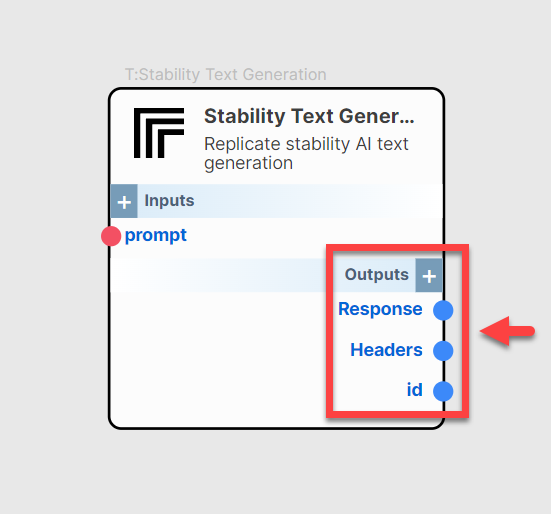 T:Stability Text Generation
Stability Text Gener...
Replicate stability AI text
generation
+ Inputs
prompt
Outputs +
Response
Headers
id